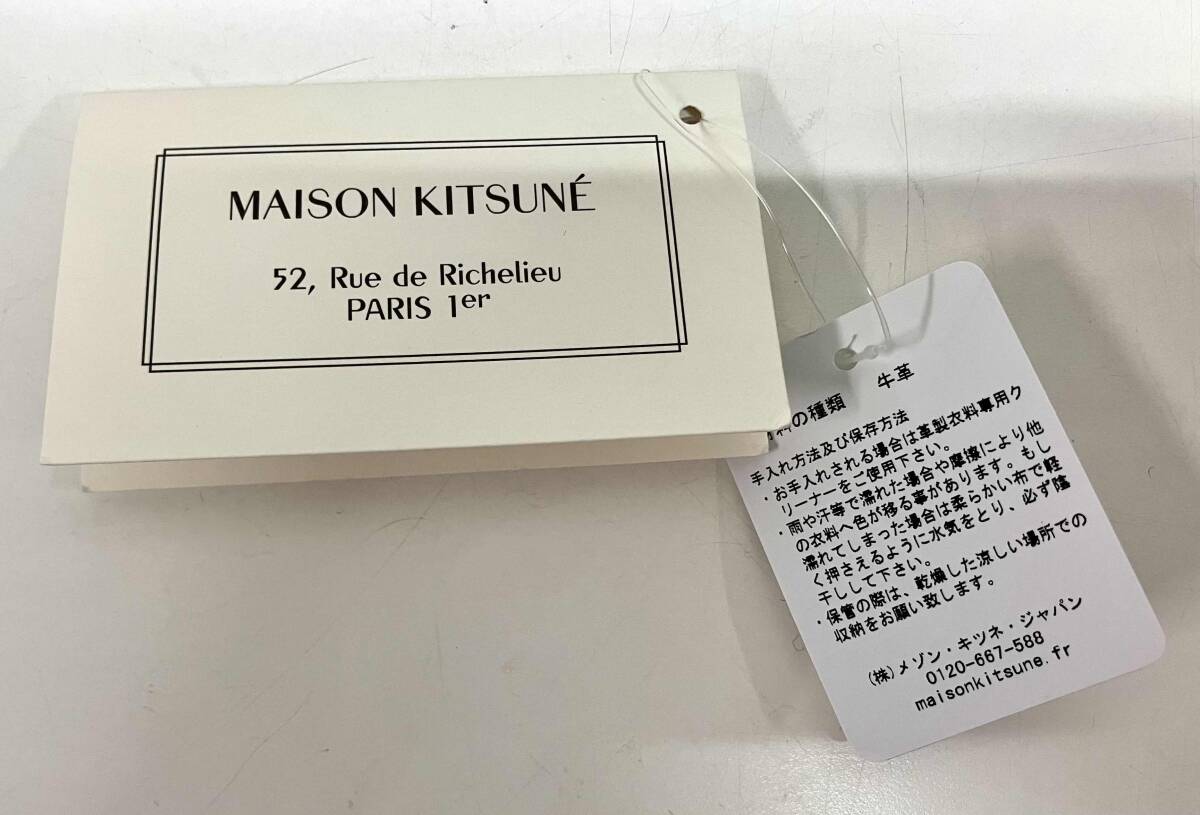 MAISON KITSUNÉ
52, Rue de Richelieu
PARIS 1er
の種類 牛革
手入れ方法及び保存方法
・お手入れされる場合は革製衣料専用ク
リーナーをご使用下さい。
・雨や汗等で濡れた場合や摩擦により他
の衣料へ色が移る事があります。もし
濡れてしまった場合は柔らかい布で軽
く押さえるように水気をとり、必ず陰
干しして下さい。
・保管の際は、乾燥した涼しい場所での
収納をお願い致します。
(株)メゾン・キツネ・ジャパン
0120-667-588
maisonkitsune.fr